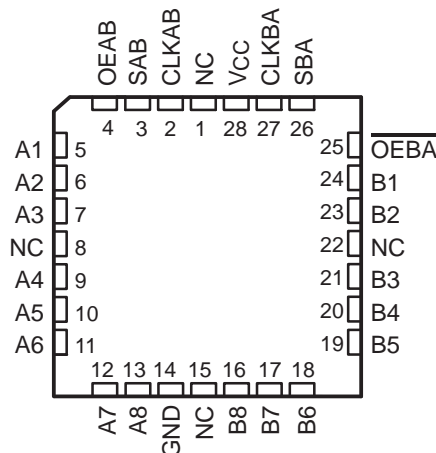 OEAB SAB CLKAB NC VCC CLKBA SBA
4 3 2 1 28 27 26
A1 5 25 OEBA
A2 6 24 B1
A3 7 23 B2
NC 8 22 NC
A4 9 21 B3
A5 10 20 B4
A6 11 19 B5
12 13 14 15 16 17 18
A7 A8 GND NC B8 B7 B6